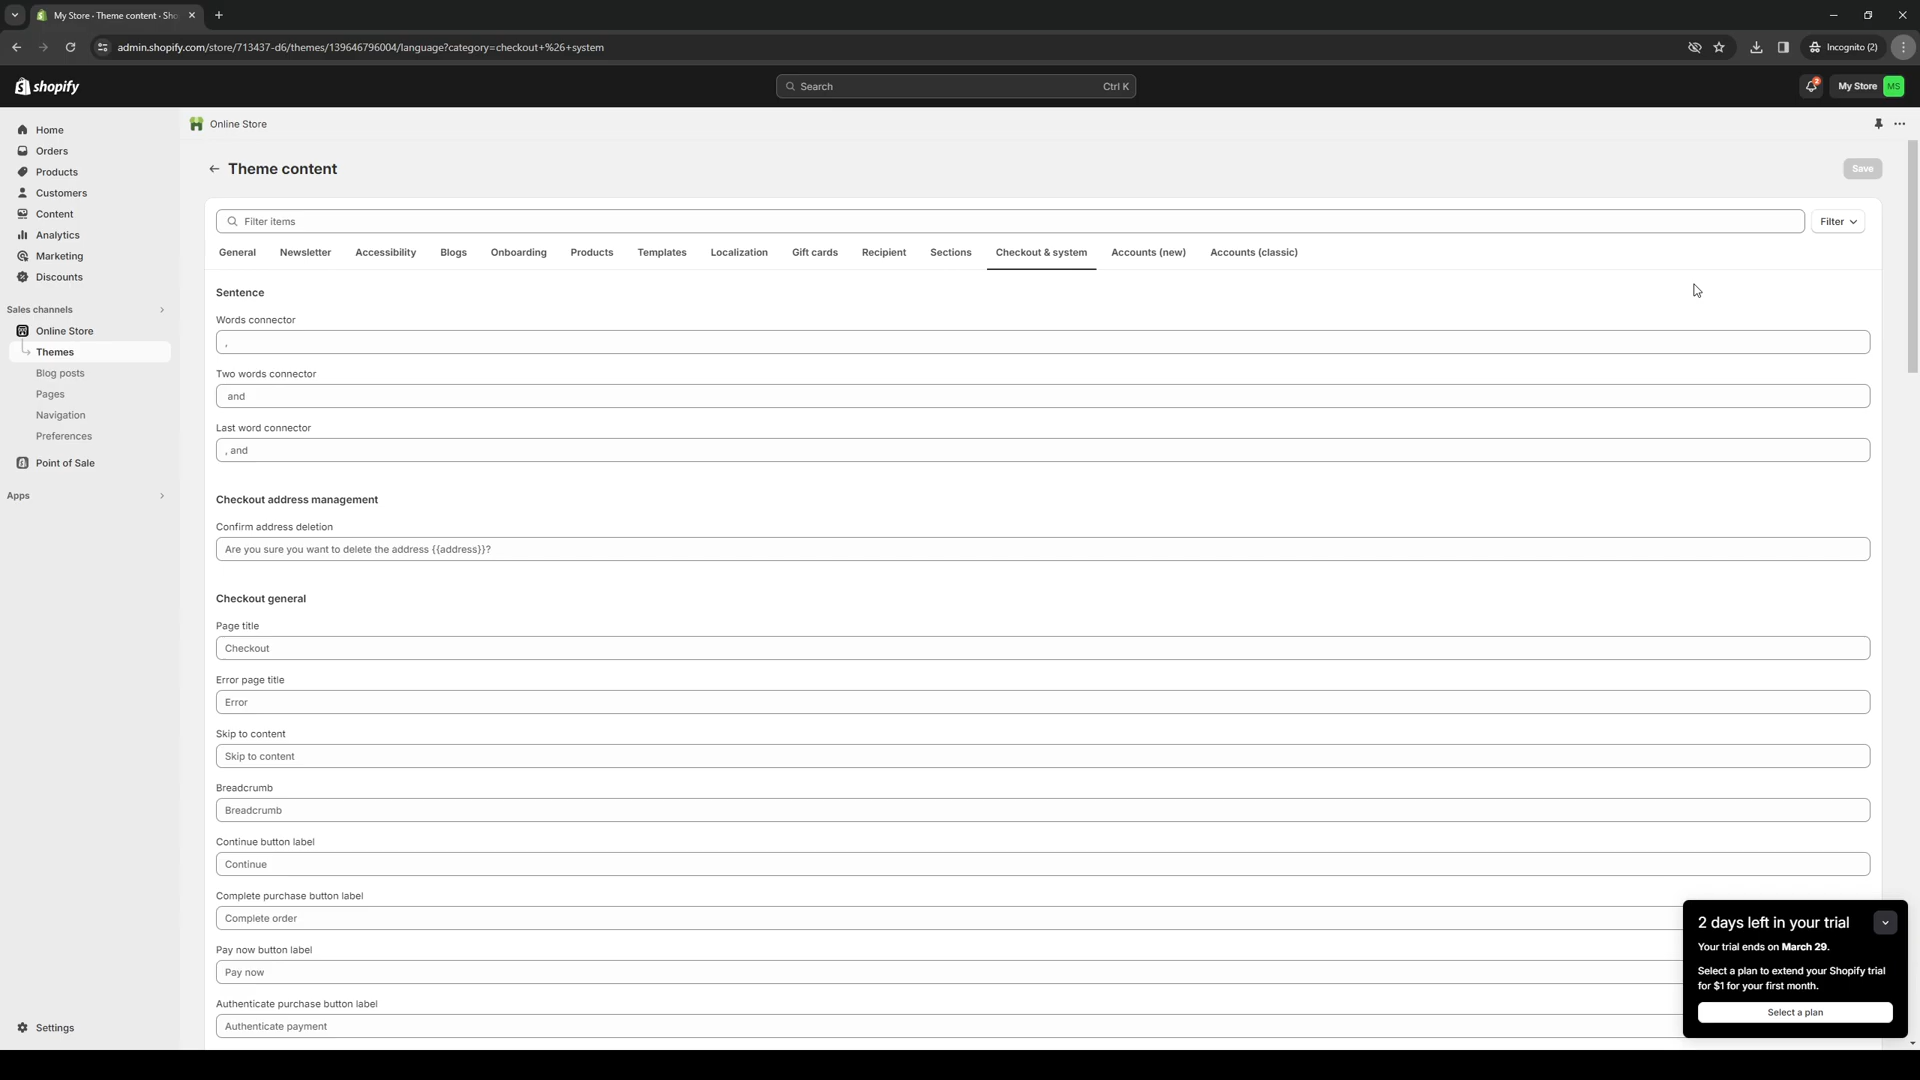 My Store · Theme content · Sho
admin.shopify.com/store/713437-d6/themes/139646796004/language?category=checkout+%26+system
Incognito (2)
shopify
Search
Ctrl K
2
My Store
MS
Home
Orders
Products
Customers
Content
Analytics
Marketing
Discounts
Sales channels
Online Store
Themes
Blog posts
Pages
Navigation
Preferences
Point of Sale
Apps
Settings
Online Store
Theme content
Save
Filter items
Filter
General
Newsletter
Accessibility
Blogs
Onboarding
Products
Templates
Localization
Gift cards
Recipient
Sections
Checkout & system
Accounts (new)
Accounts (classic)
Sentence
Words connector
,
Two words connector
and
Last word connector
, and
Checkout address management
Confirm address deletion
Are you sure you want to delete the address {{address}}?
Checkout general
Page title
Checkout
Error page title
Error
Skip to content
Skip to content
Breadcrumb
Breadcrumb
Continue button label
Continue
Complete purchase button label
Complete order
Pay now button label
Pay now
Authenticate purchase button label
Authenticate payment
2 days left in your trial
Your trial ends on March 29.
Select a plan to extend your Shopify trial
for $1 for your first month.
Select a plan